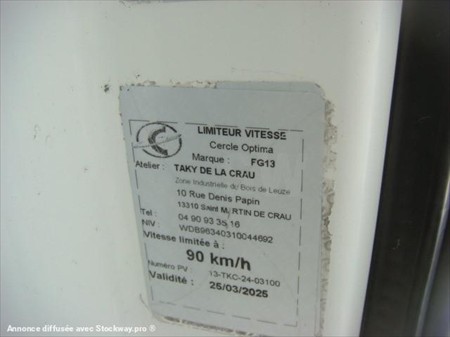 LIMITEUR VITESSE
Cercle Optima
Marque : FG13
Atelier : TAKY DE LA CRAU
Zone Industrielle du Bois de Leuze
10 Rue Denis Papin
13310 Saint MARTIN DE CRAU
Tel : 04 90 93 35 16
NIV : WDB96340310044692
Vitesse limitée à :
90 km/h
Numéro PV : 13-TKC-24-03100
Validité : 25/03/2025
Annonce diffusée avec Stockway.pro ®